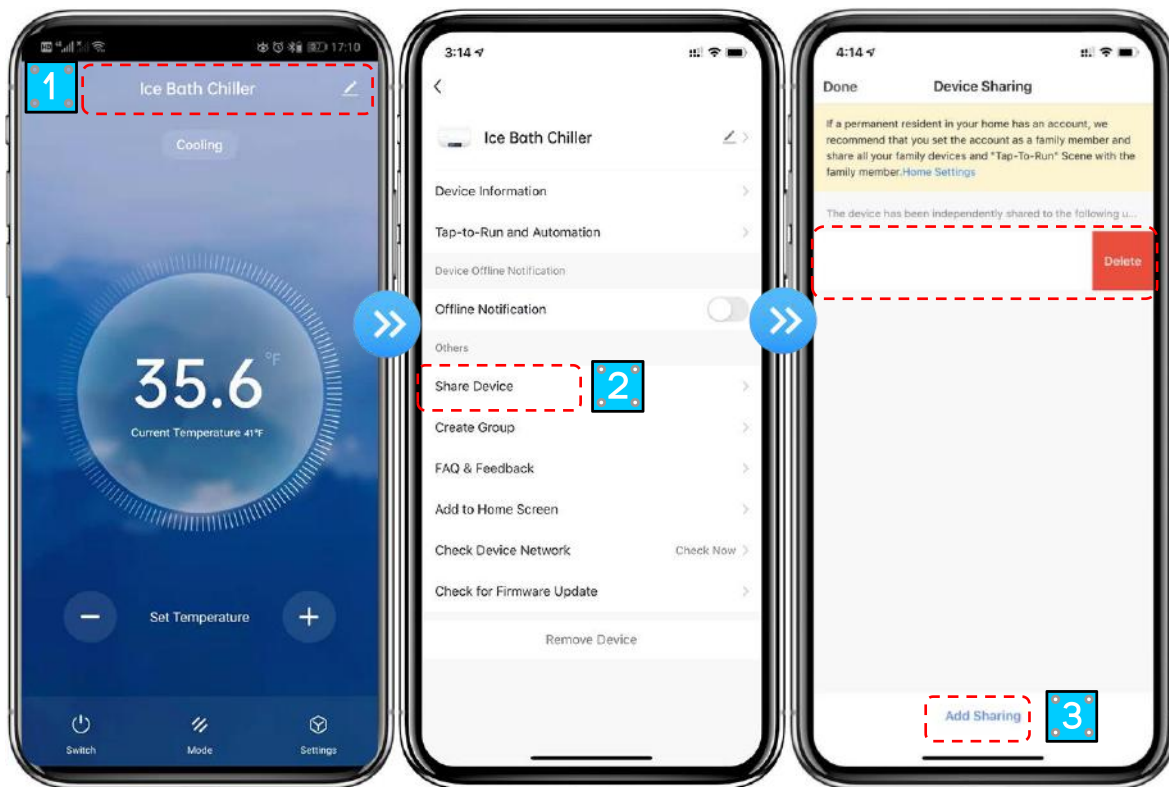 17:10
1
Ice Bath Chiller
Cooling
35.6 °F
Current Temperature 41°F
Set Temperature
Switch
Mode
Settings
3:14
Ice Bath Chiller
Device Information
Tap-to-Run and Automation
Device Offline Notification
Offline Notification
Others
Share Device
2
Create Group
FAQ & Feedback
Add to Home Screen
Check Device Network Check Now
Check for Firmware Update
Remove Device
4:14
Done Device Sharing
If a permanent resident in your home has an account, we
recommend that you set the account as a family member and
share all your family devices and "Tap-To-Run" Scene with the
family member.Home Settings
The device has been independently shared to the following u...
Delete
Add Sharing
3